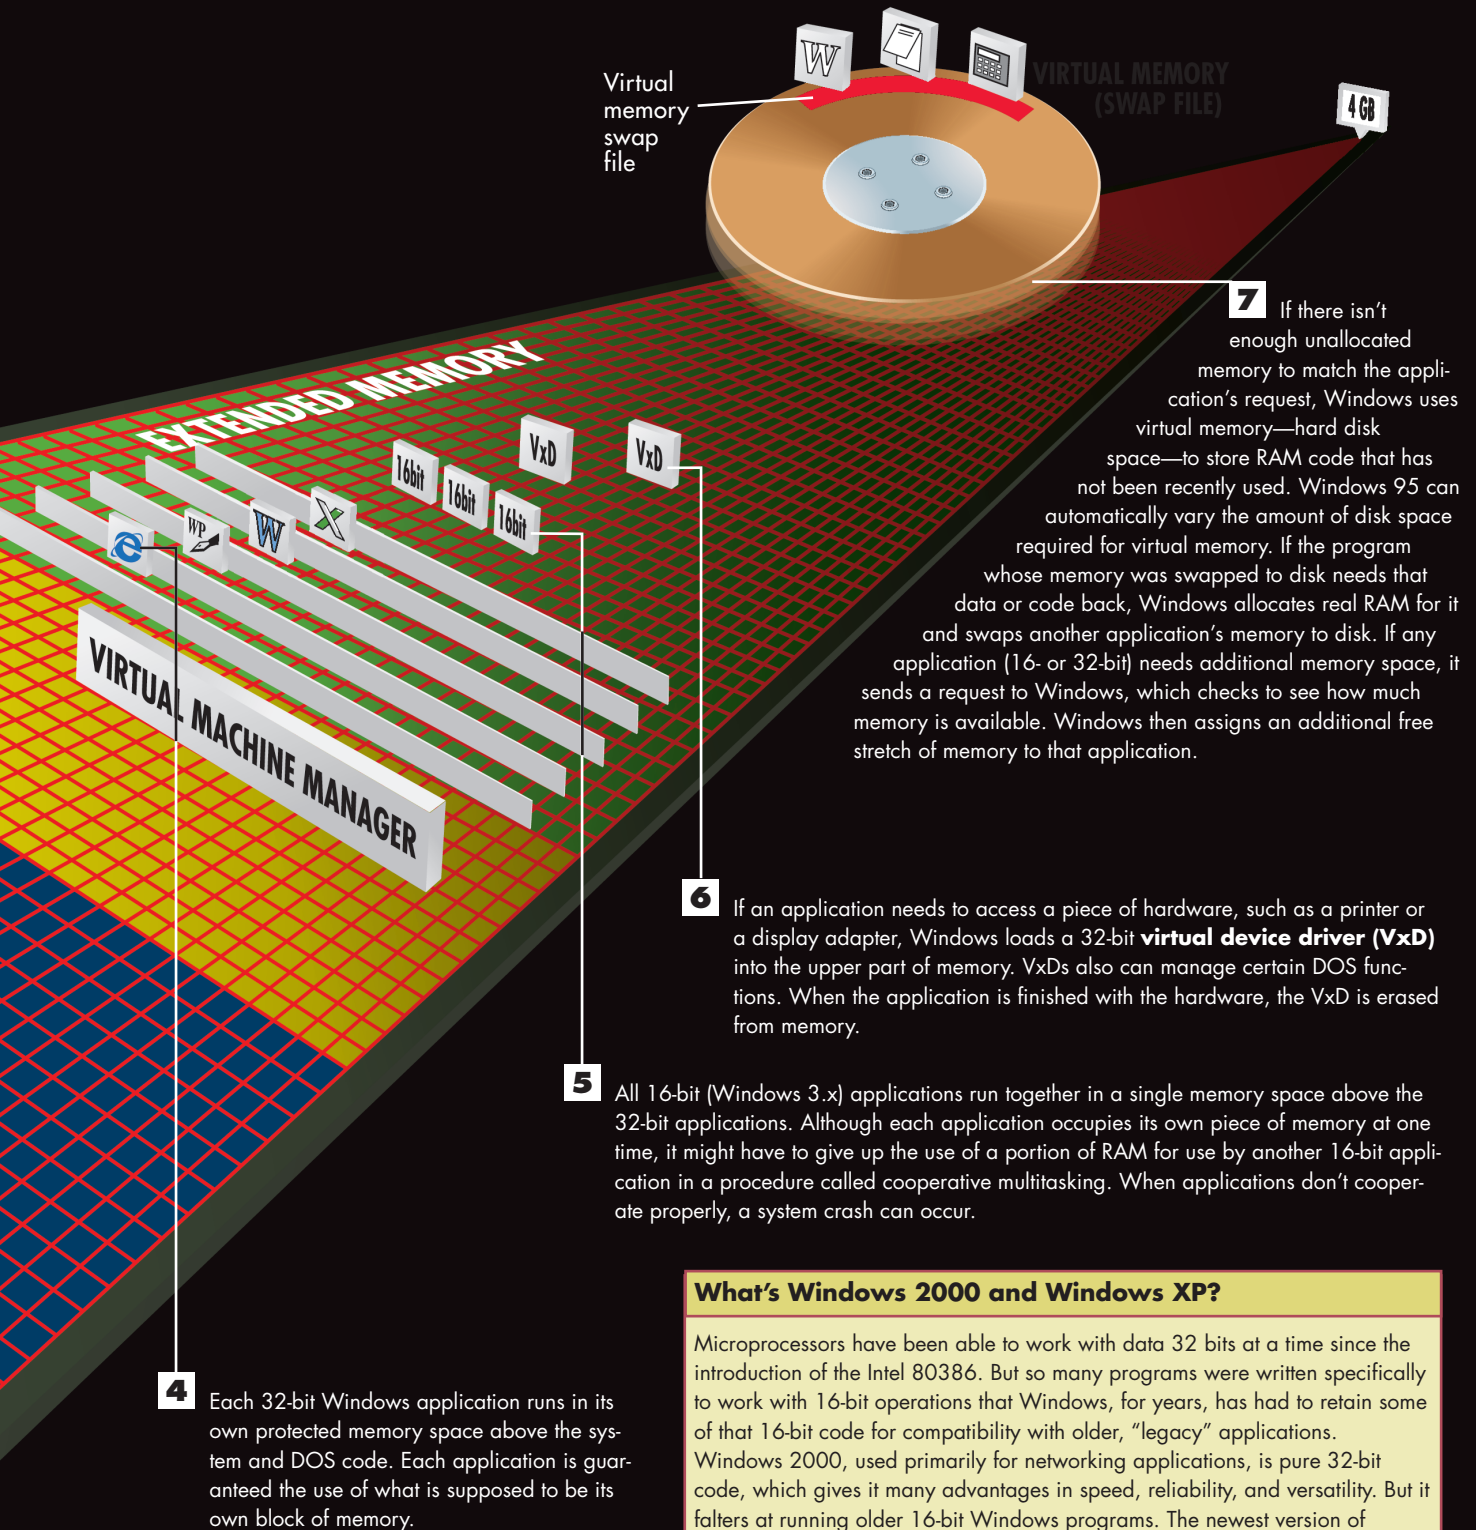 Virtual
memory
swap
file
W
VIRTUAL MEMORY
(SWAP FILE)
4 GB
EXTENDED MEMORY
VxD
VxD
16bit
16bit
16bit
e
WP
W
X
VIRTUAL MACHINE MANAGER
7 If there isn’t
enough unallocated
memory to match the appli-
cation’s request, Windows uses
virtual memory—hard disk
space—to store RAM code that has
not been recently used. Windows 95 can
automatically vary the amount of disk space
required for virtual memory. If the program
whose memory was swapped to disk needs that
data or code back, Windows allocates real RAM for it
and swaps another application’s memory to disk. If any
application (16- or 32-bit) needs additional memory space, it
sends a request to Windows, which checks to see how much
memory is available. Windows then assigns an additional free
stretch of memory to that application.
6 If an application needs to access a piece of hardware, such as a printer or
a display adapter, Windows loads a 32-bit virtual device driver (VxD)
into the upper part of memory. VxDs also can manage certain DOS func-
tions. When the application is finished with the hardware, the VxD is erased
from memory.
5 All 16-bit (Windows 3.x) applications run together in a single memory space above the
32-bit applications. Although each application occupies its own piece of memory at one
time, it might have to give up the use of a portion of RAM for use by another 16-bit appli-
cation in a procedure called cooperative multitasking. When applications don’t cooper-
ate properly, a system crash can occur.
4 Each 32-bit Windows application runs in its
own protected memory space above the sys-
tem and DOS code. Each application is guar-
anteed the use of what is supposed to be its
own block of memory.
What’s Windows 2000 and Windows XP?
Microprocessors have been able to work with data 32 bits at a time since the
introduction of the Intel 80386. But so many programs were written specifically
to work with 16-bit operations that Windows, for years, has had to retain some
of that 16-bit code for compatibility with older, “legacy” applications.
Windows 2000, used primarily for networking applications, is pure 32-bit
code, which gives it many advantages in speed, reliability, and versatility. But it
falters at running older 16-bit Windows programs. The newest version of